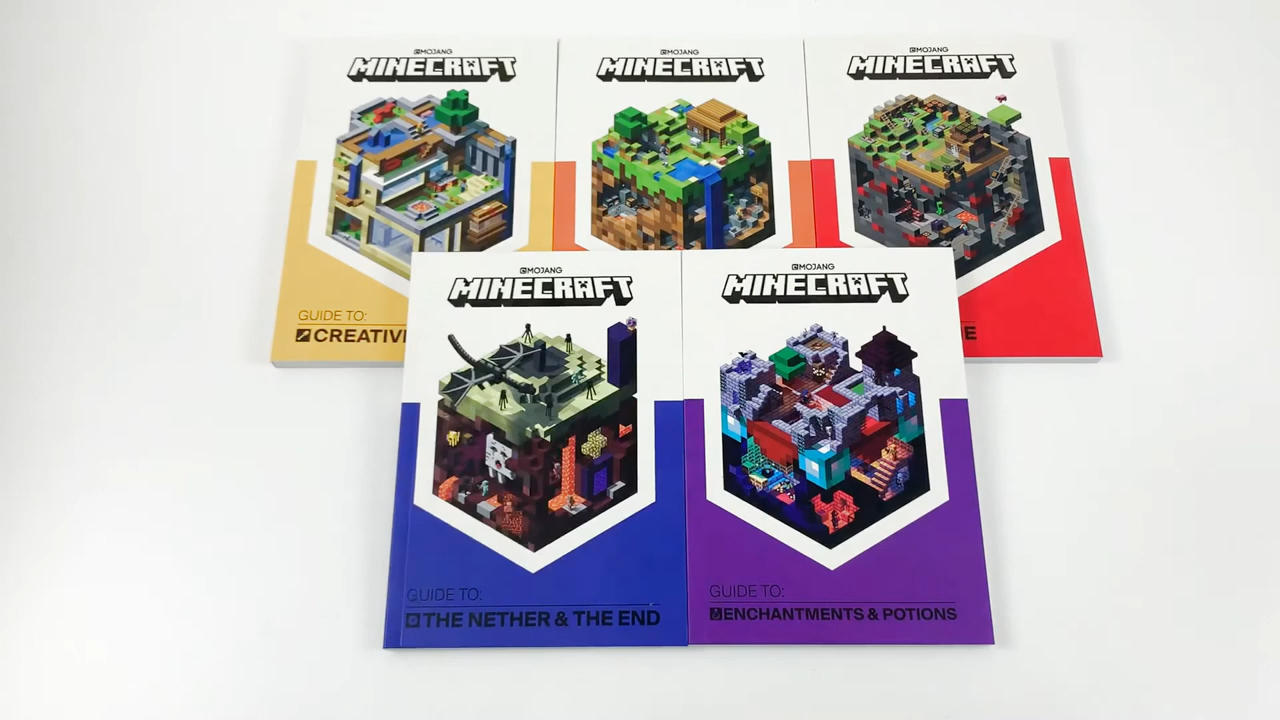 MOJANG
MINECRAFT
GUIDE TO:
CREATIV
MOJANG
MINECRAFT
MOJANG
MINECRAFT
E
MOJANG
MINECRAFT
GUIDE TO:
THE NETHER & THE END
MOJANG
MINECRAFT
GUIDE TO:
ENCHANTMENTS & POTIONS